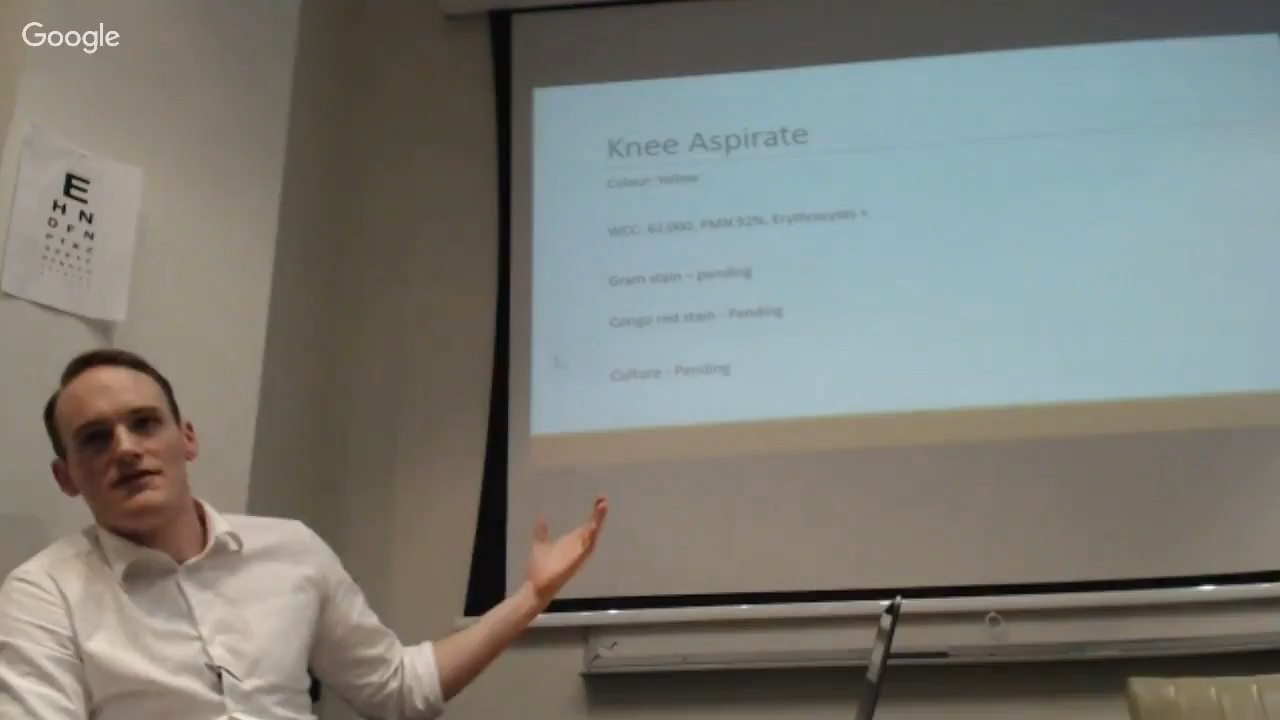 Google
Knee Aspirate
Colour: Yellow
WCC: 62,000, PMN 92%, Erythrocytes +
Gram stain – pending
Congo red stain - Pending
Culture - Pending
E
H N
D F N